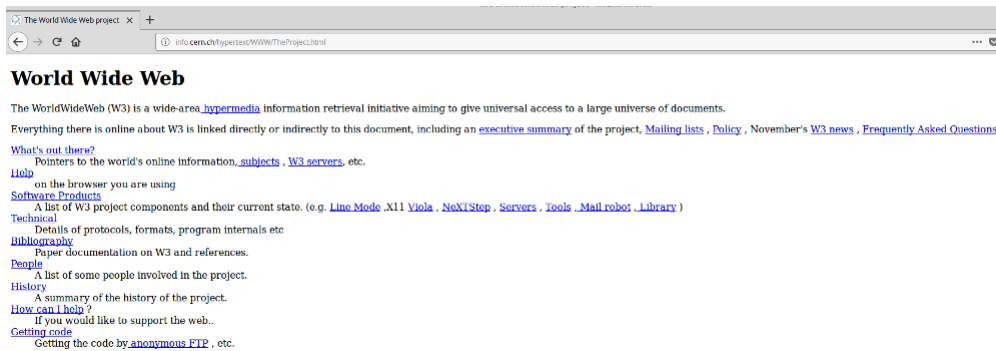 The World Wide Web project
info.cern.ch/hypertext/WWW/TheProject.html
World Wide Web
The WorldWideWeb (W3) is a wide-area hypermedia information retrieval initiative aiming to give universal access to a large universe of documents.
Everything there is online about W3 is linked directly or indirectly to this document, including an executive summary of the project, Mailing lists , Policy , November's W3 news , Frequently Asked Questions
What's out there?
Pointers to the world's online information, subjects , W3 servers, etc.
Help
on the browser you are using
Software Products
A list of W3 project components and their current state. (e.g. Line Mode ,X11 Viola , NeXTStep , Servers , Tools , Mail robot , Library )
Technical
Details of protocols, formats, program internals etc
Bibliography
Paper documentation on W3 and references.
People
A list of some people involved in the project.
History
A summary of the history of the project.
How can I help ?
If you would like to support the web..
Getting code
Getting the code by anonymous FTP , etc.